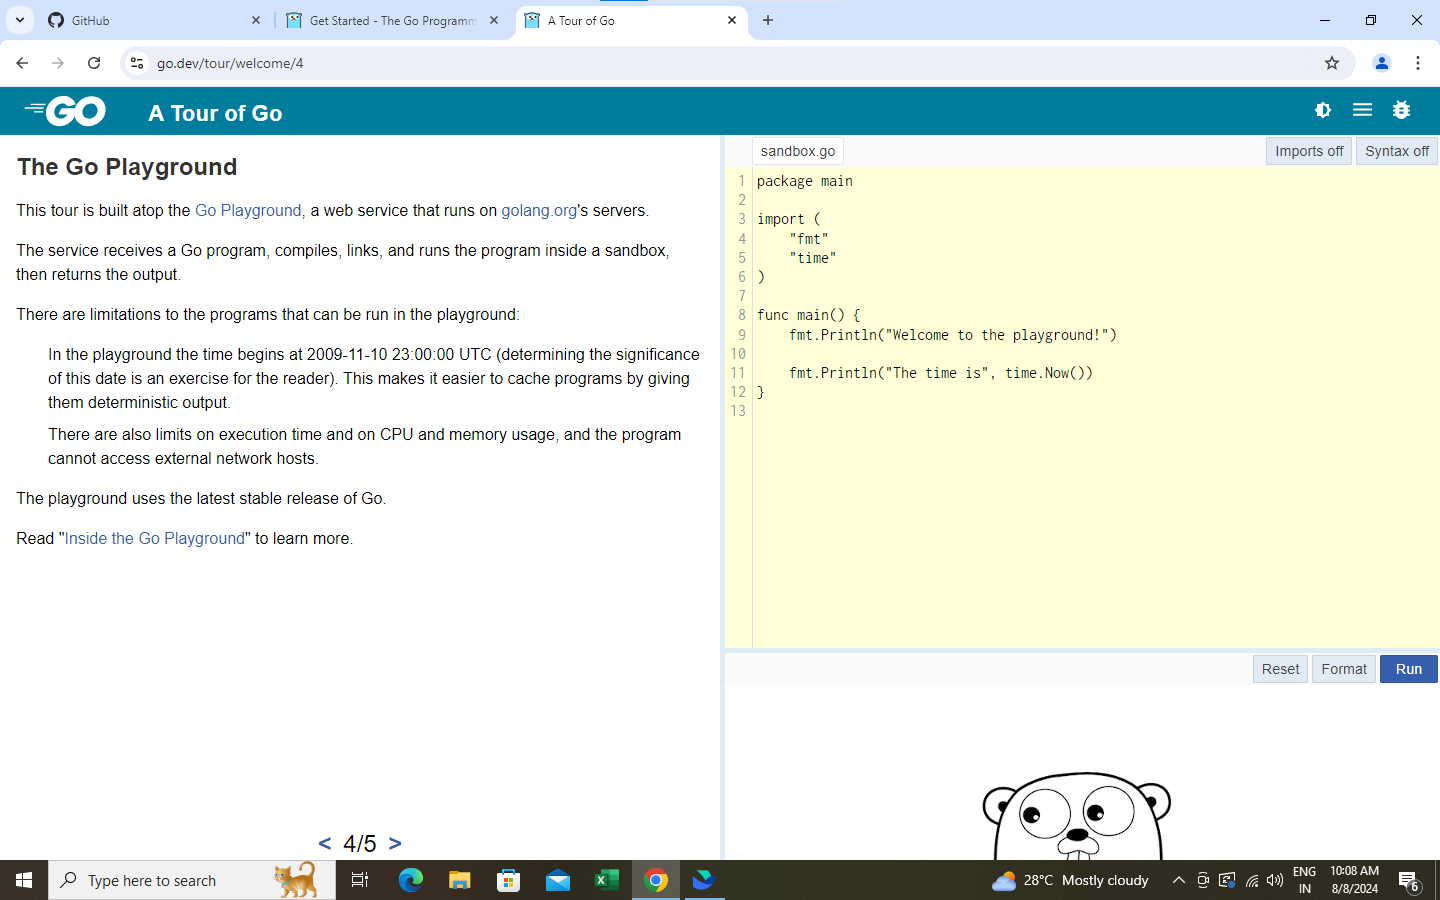 GitHub
Get Started - The Go Programm
A Tour of Go
go.dev/tour/welcome/4
GO
A Tour of Go
The Go Playground
This tour is built atop the Go Playground, a web service that runs on golang.org's servers.
The service receives a Go program, compiles, links, and runs the program inside a sandbox,
then returns the output.
There are limitations to the programs that can be run in the playground:
In the playground the time begins at 2009-11-10 23:00:00 UTC (determining the significance
of this date is an exercise for the reader). This makes it easier to cache programs by giving
them deterministic output.
There are also limits on execution time and on CPU and memory usage, and the program
cannot access external network hosts.
The playground uses the latest stable release of Go.
Read "Inside the Go Playground" to learn more.
< 4/5 >
sandbox.go
Imports off
Syntax off
1 package main
2
3 import (
4 "fmt"
5 "time"
6 )
7
8 func main() {
9 fmt.Println("Welcome to the playground!")
10
11 fmt.Println("The time is", time.Now())
12 }
13
Reset
Format
Run
Type here to search
28°C Mostly cloudy
ENG
IN
10:08 AM
8/8/2024
6